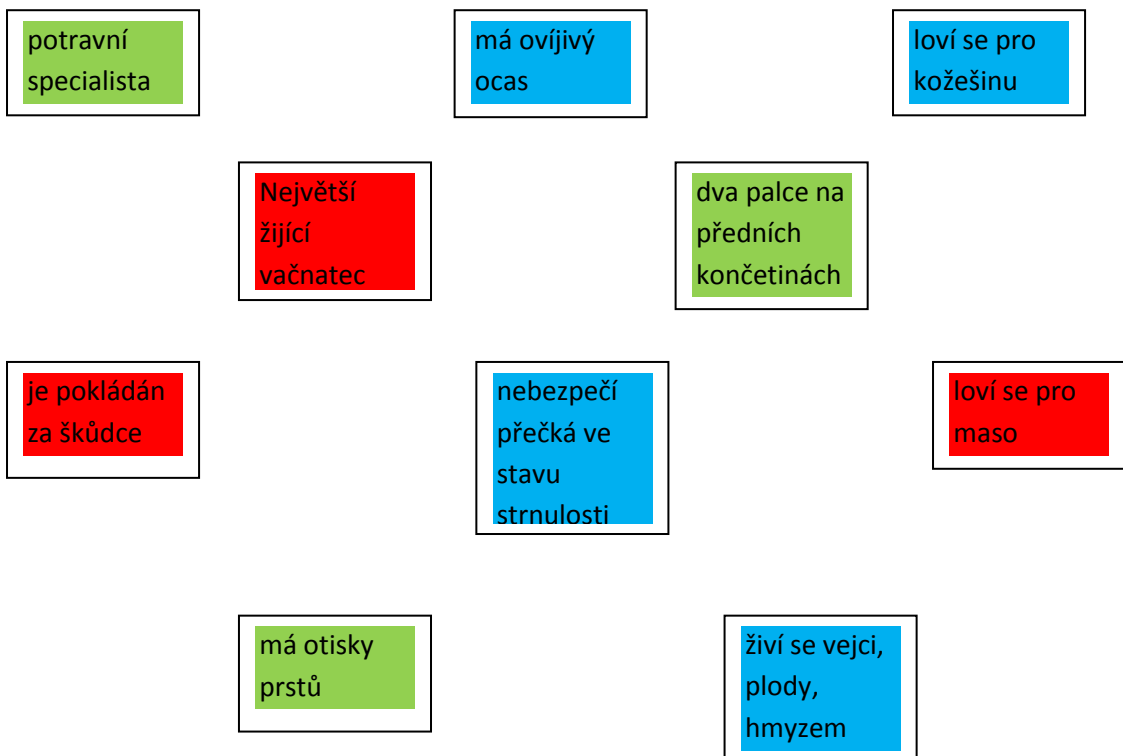 potravní
specialista
má ovíjivý
ocas
loví se pro
kožešinu
Největší
žijící
vačnatec
dva palce na
předních
končetinách
je pokládán
za škůdce
nebezpečí
přečká ve
stavu
strnulosti
loví se pro
maso
má otisky
prstů
živí se vejci,
plody,
hmyzem